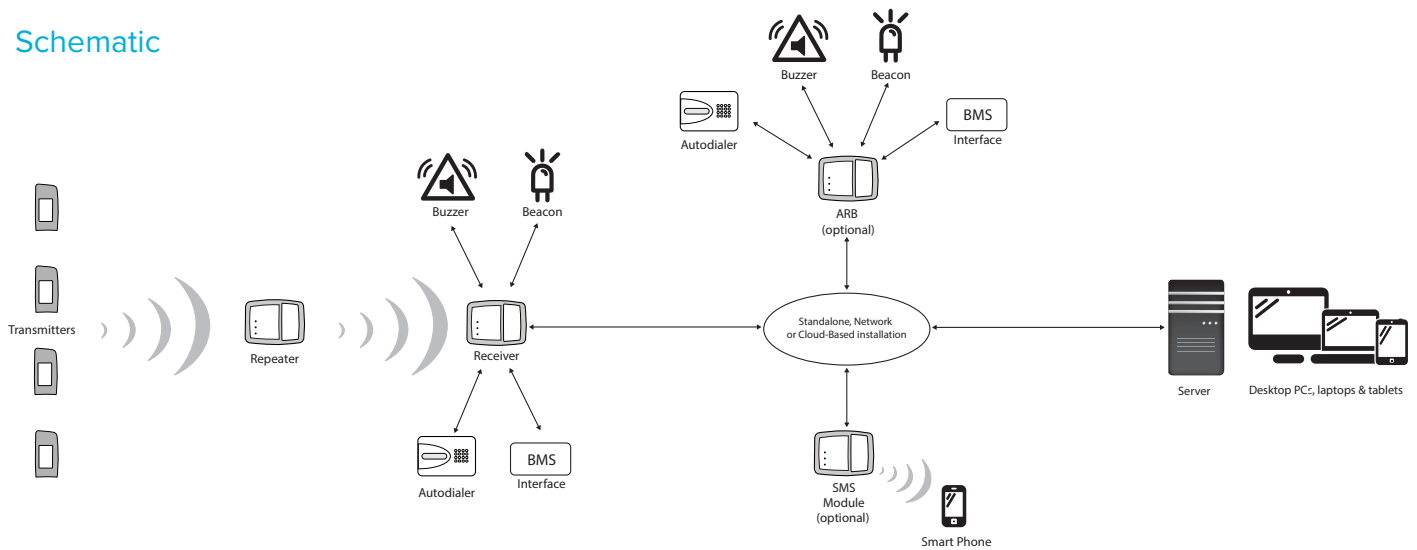 Schematic
Buzzer
Beacon
Autodialer
BMS
Interface
ARB
(optional)
Buzzer
Beacon
Transmitters
Repeater
Receiver
Standalone, Network
or Cloud-Based installation
Server
Desktop PCs, laptops & tablets
Autodialer
BMS
Interface
SMS
Module
(optional)
Smart Phone